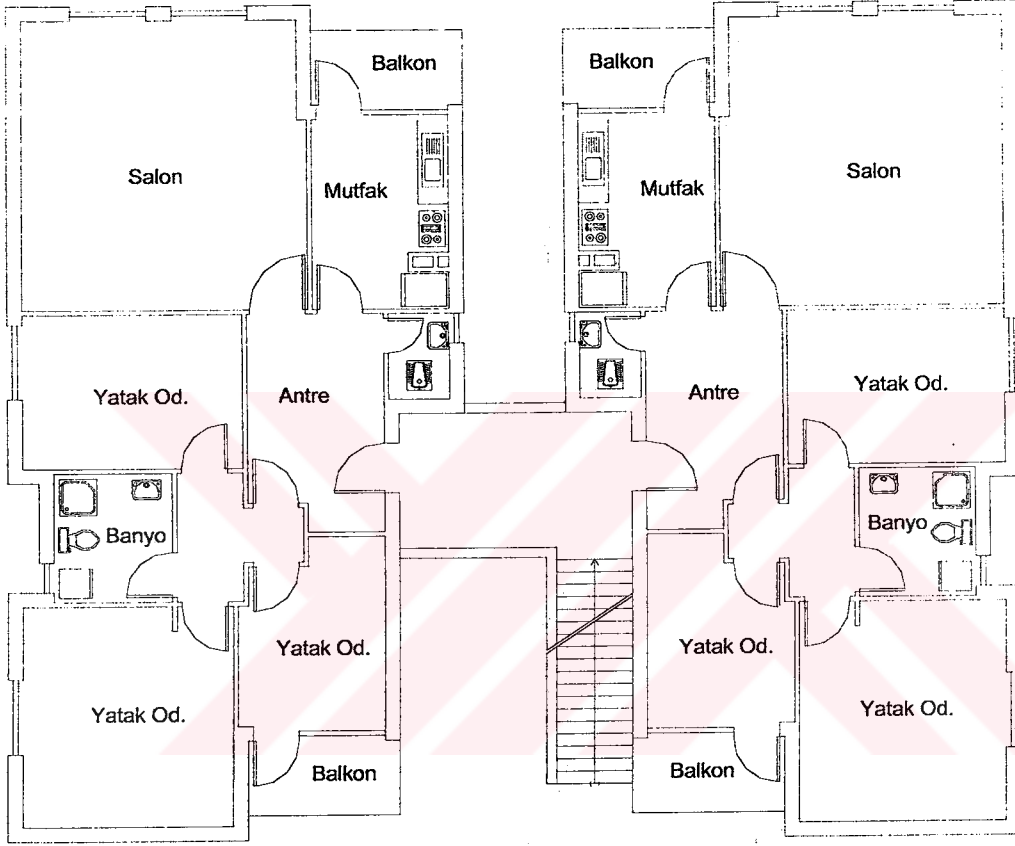 Balkon
Balkon
Salon
Mutfak
Mutfak
Salon
Yatak Od.
Antre
Antre
Yatak Od.
Banyo
Banyo
Yatak Od.
Yatak Od.
Yatak Od.
Yatak Od.
Balkon
Balkon